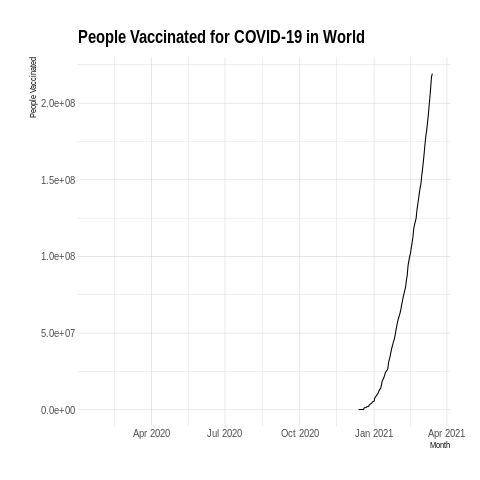 People Vaccinated for COVID-19 in World
People Vaccinated
2.0e+08
1.5e+08
1.0e+08
5.0e+07
0.0e+00
Apr 2020 Jul 2020 Oct 2020 Jan 2021 Apr 2021
Month